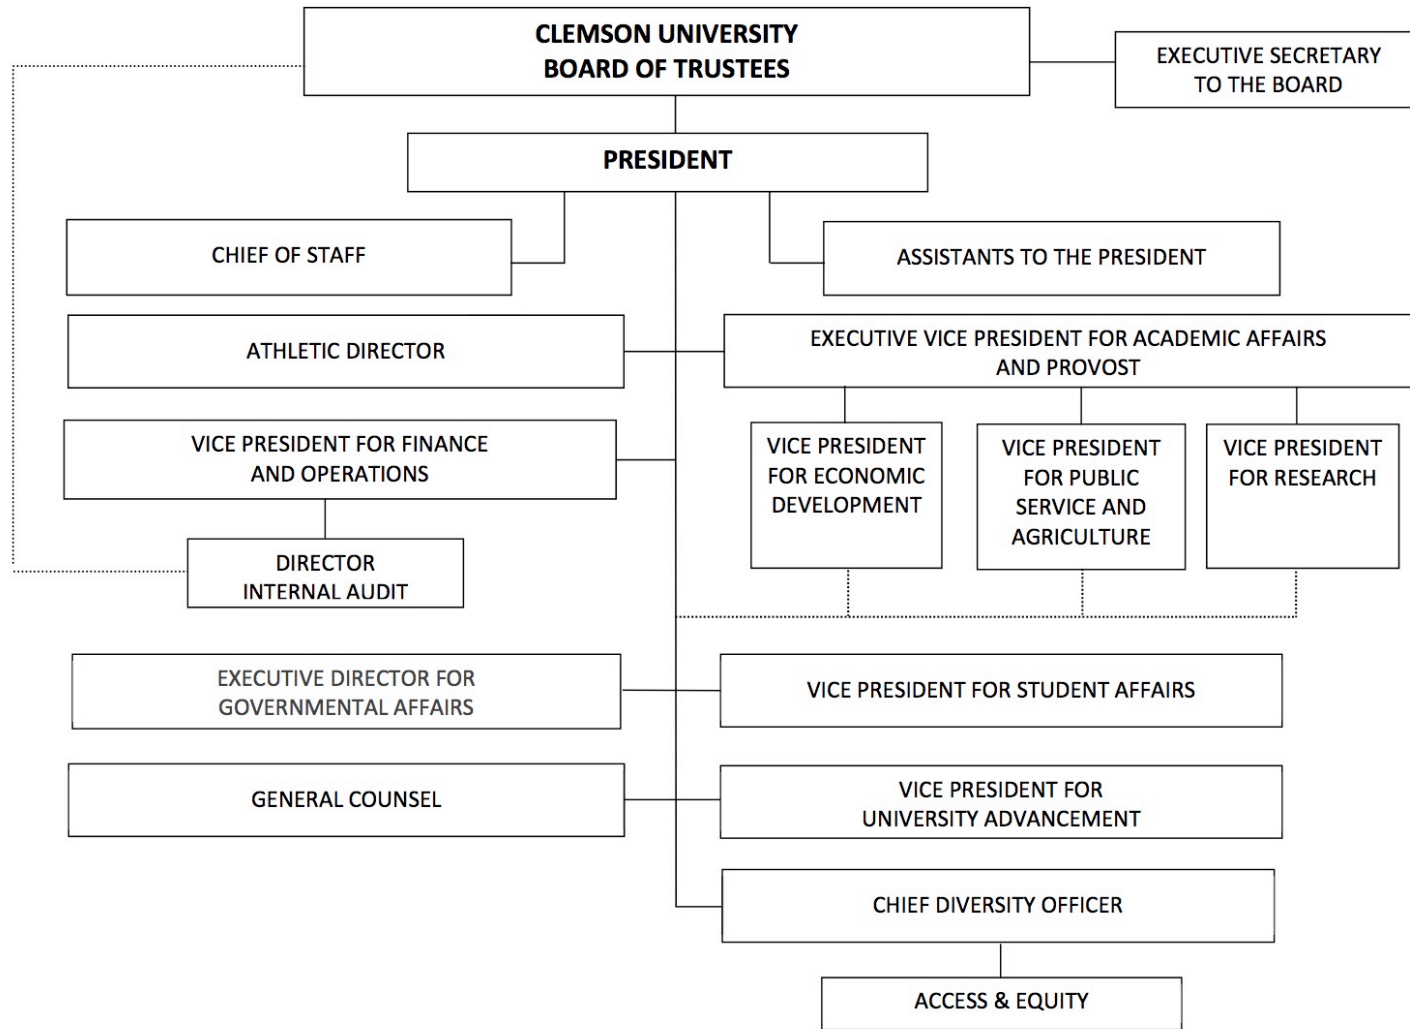 CLEMSON UNIVERSITY
BOARD OF TRUSTEES
EXECUTIVE SECRETARY
TO THE BOARD
PRESIDENT
CHIEF OF STAFF
ASSISTANTS TO THE PRESIDENT
ATHLETIC DIRECTOR
EXECUTIVE VICE PRESIDENT FOR ACADEMIC AFFAIRS
AND PROVOST
VICE PRESIDENT FOR FINANCE
AND OPERATIONS
VICE PRESIDENT
FOR ECONOMIC
DEVELOPMENT
VICE PRESIDENT
FOR PUBLIC
SERVICE AND
AGRICULTURE
VICE PRESIDENT
FOR RESEARCH
DIRECTOR
INTERNAL AUDIT
EXECUTIVE DIRECTOR FOR
GOVERNMENTAL AFFAIRS
VICE PRESIDENT FOR STUDENT AFFAIRS
GENERAL COUNSEL
VICE PRESIDENT FOR
UNIVERSITY ADVANCEMENT
CHIEF DIVERSITY OFFICER
ACCESS & EQUITY